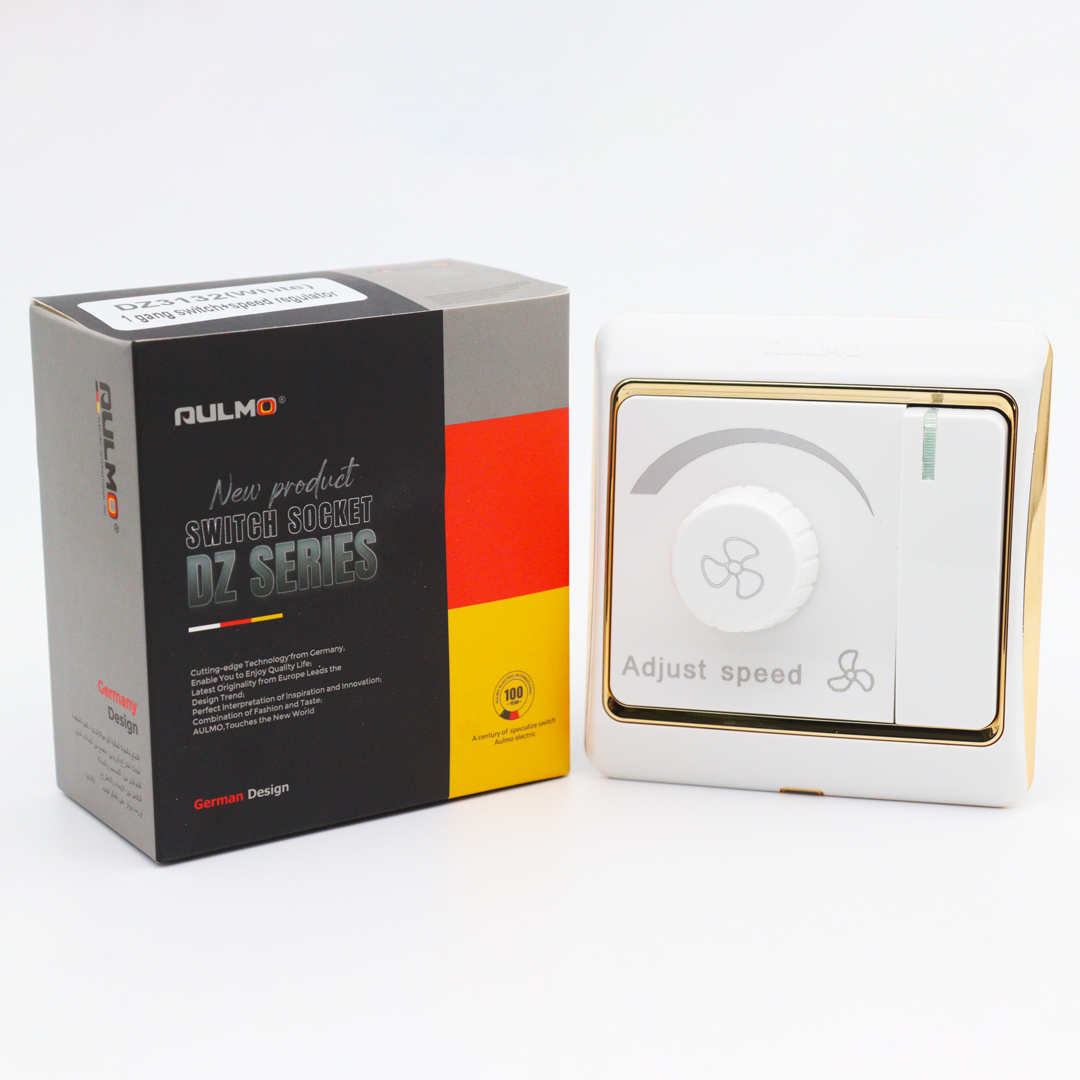 DZ3132(White)
1 gang switch+speed regulator
AULMO®
New product
SWITCH SOCKET
DZ SERIES
Cutting-edge Technology from Germany,
Enable You to Enjoy Quality Life;
Latest Originality from Europe Leads the
Design Trend;
Perfect Interpretation of Inspiration and Innovation;
Combination of Fashion and Taste;
AULMO,Touches the New World
German Design
100
YEAR
A century of specialize switch
Aulmo electric
AULMO®
Germany
Design
AULMO
Adjust speed